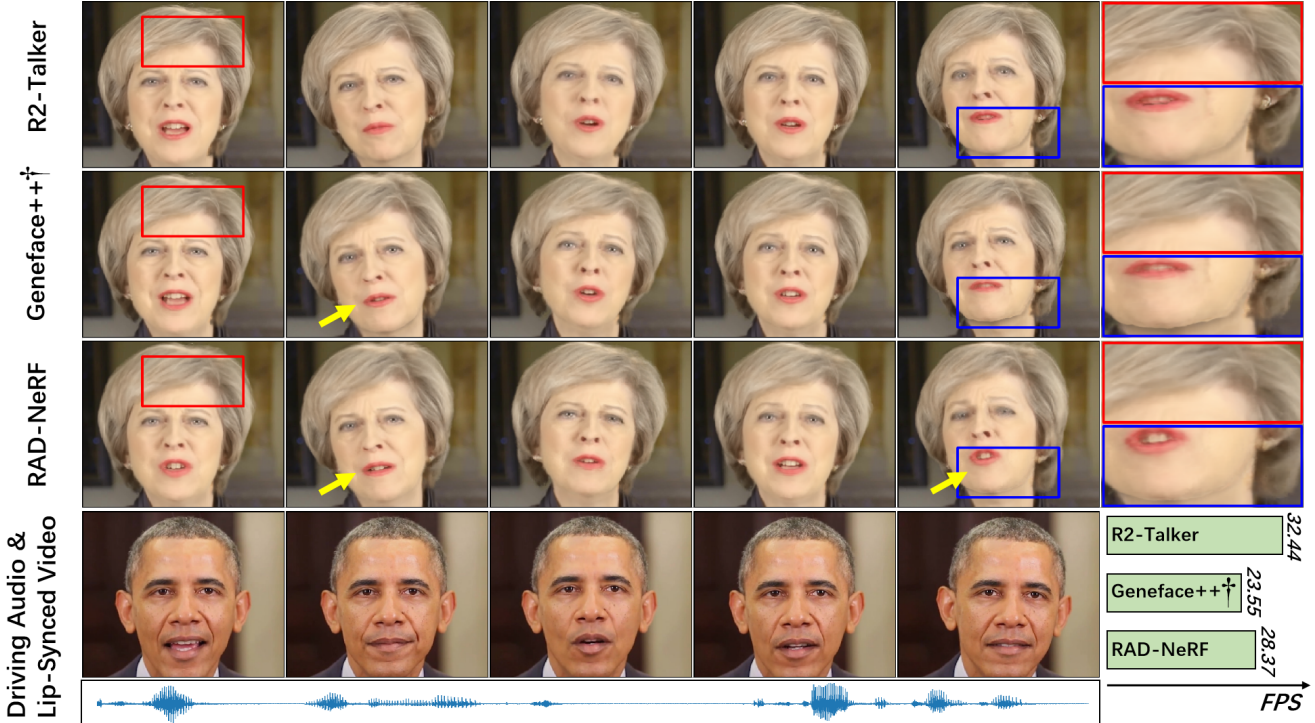 R2-Talker
Geneface++†
RAD-NeRF
Driving Audio &
Lip-Synced Video
R2-Talker
32.44
Geneface++†
23.55
RAD-NeRF
28.37
FPS